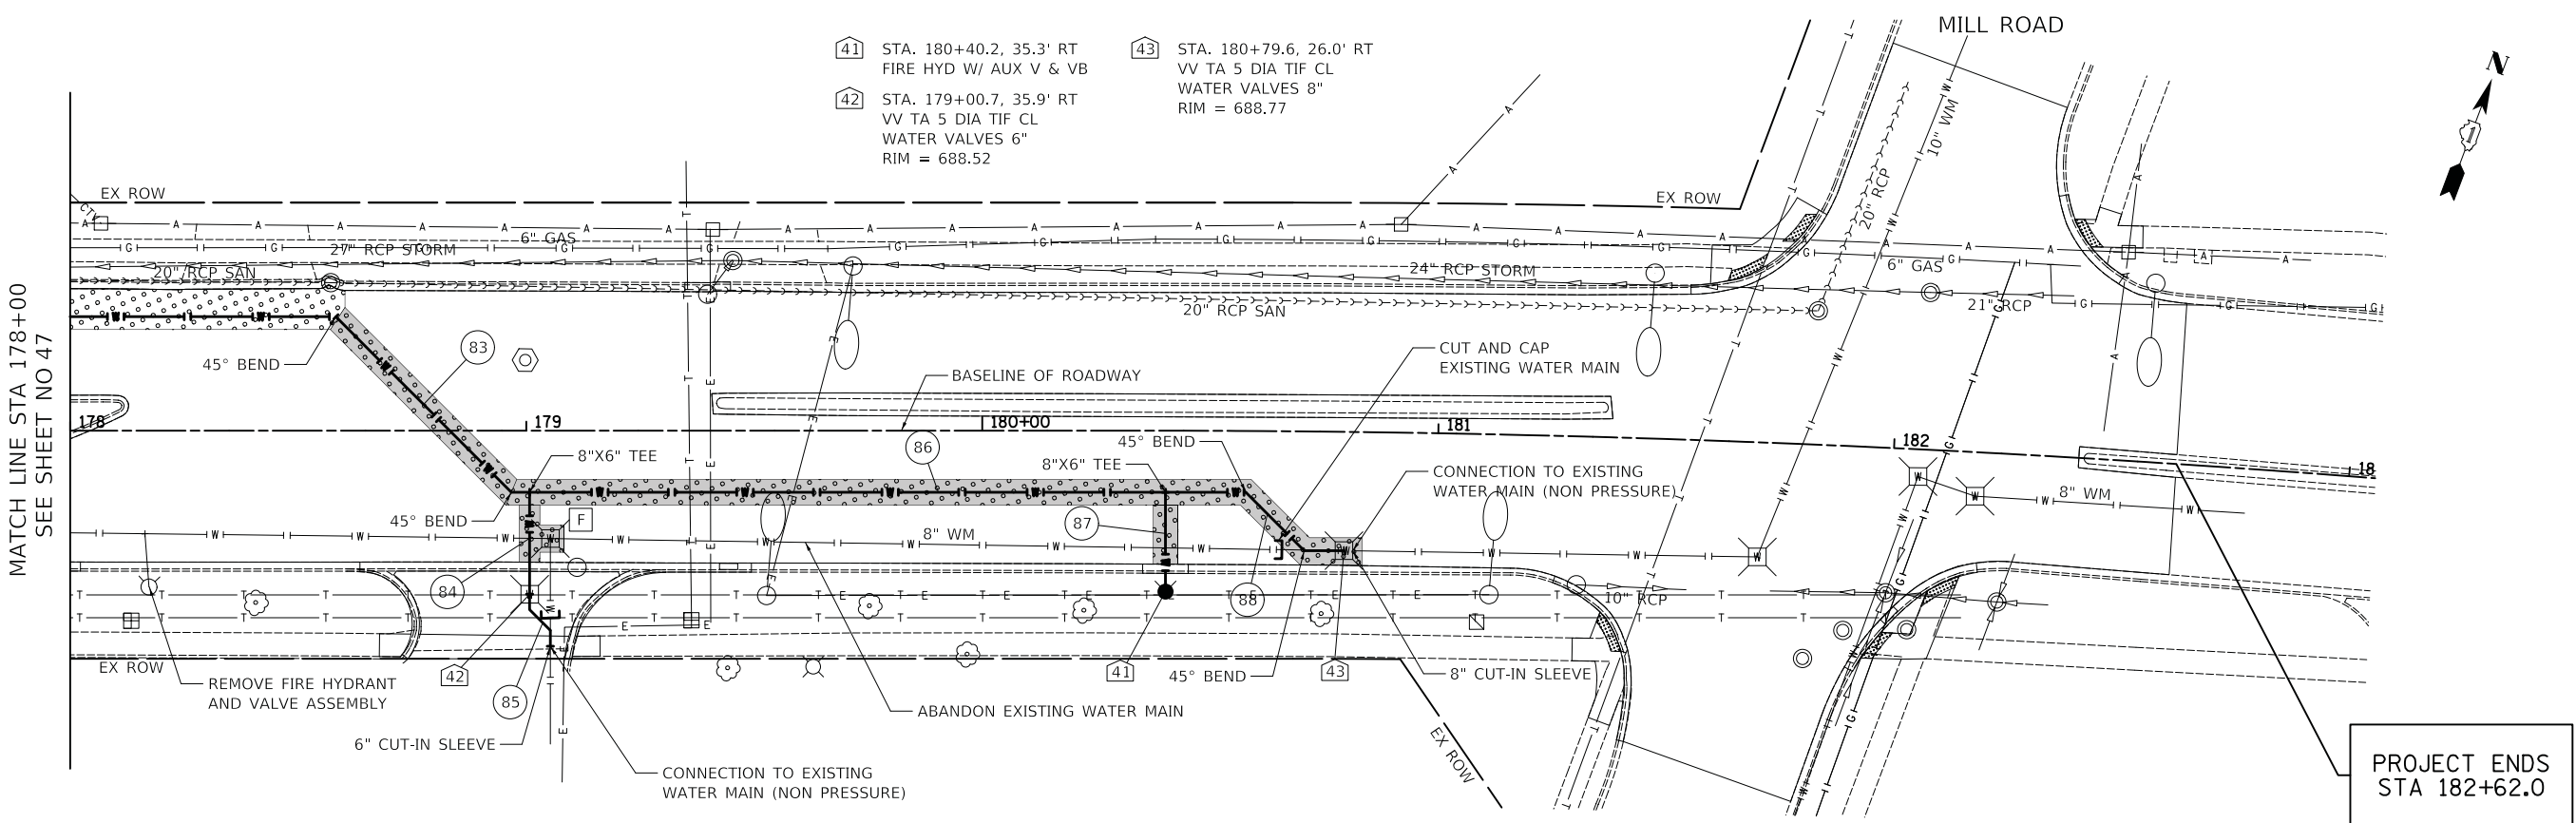 MILL ROAD
41 STA. 180+40.2, 35.3' RT
FIRE HYD W/ AUX V & VB
42 STA. 179+00.7, 35.9' RT
VV TA 5 DIA TIF CL
WATER VALVES 6"
RIM = 688.52
43 STA. 180+79.6, 26.0' RT
VV TA 5 DIA TIF CL
WATER VALVES 8"
RIM = 688.77
N
1
10" WM
20" RCP
EX ROW
EX ROW
CTV
6" GAS
27" RCP STORM
20" RCP SAN
24" RCP STORM
6" GAS
20" RCP SAN
21" RCP
MATCH LINE STA 178+00
SEE SHEET NO 47
83
45° BEND
CUT AND CAP
EXISTING WATER MAIN
BASELINE OF ROADWAY
178
179
180+00
181
182
18
86
45° BEND
8"X6" TEE
8"X6" TEE
CONNECTION TO EXISTING
WATER MAIN (NON PRESSURE)
8" WM
45° BEND
F
87
8" WM
84
88
10" RCP
EX ROW
42
41
45° BEND
43
8" CUT-IN SLEEVE
REMOVE FIRE HYDRANT
AND VALVE ASSEMBLY
85
ABANDON EXISTING WATER MAIN
6" CUT-IN SLEEVE
EX ROW
CONNECTION TO EXISTING
WATER MAIN (NON PRESSURE)
PROJECT ENDS
STA 182+62.0